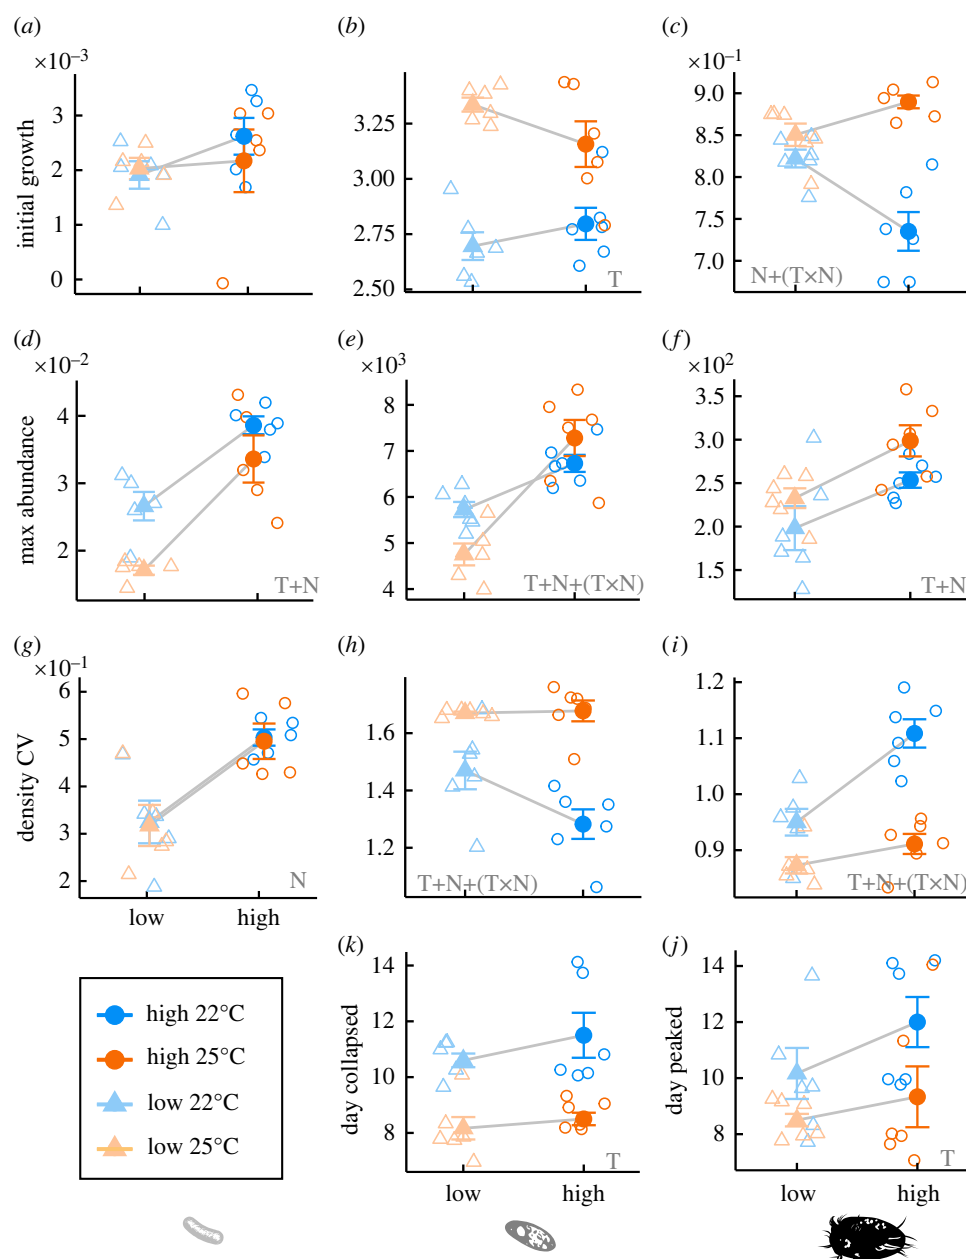 (a) (b) (c)
×10⁻³ ×10⁻¹
initial growth
3
2
1
0
3.25
3.00
2.75
2.50
T
9.0
8.5
8.0
7.5
7.0
N+(T×N)
(d) (e) (f)
×10⁻² ×10³ ×10²
max abundance
4
3
2
T+N
8
7
6
5
4
T+N+(T×N)
3.5
3.0
2.5
2.0
1.5
T+N
(g) (h) (i)
×10⁻¹
density CV
6
5
4
3
2
N
low high
1.6
1.4
1.2
T+N+(T×N)
1.2
1.1
1.0
0.9
T+N+(T×N)
(k) (j)
high 22°C
high 25°C
low 22°C
low 25°C
day collapsed
14
12
10
8
T
low high
day peaked
14
12
10
8
T
low high